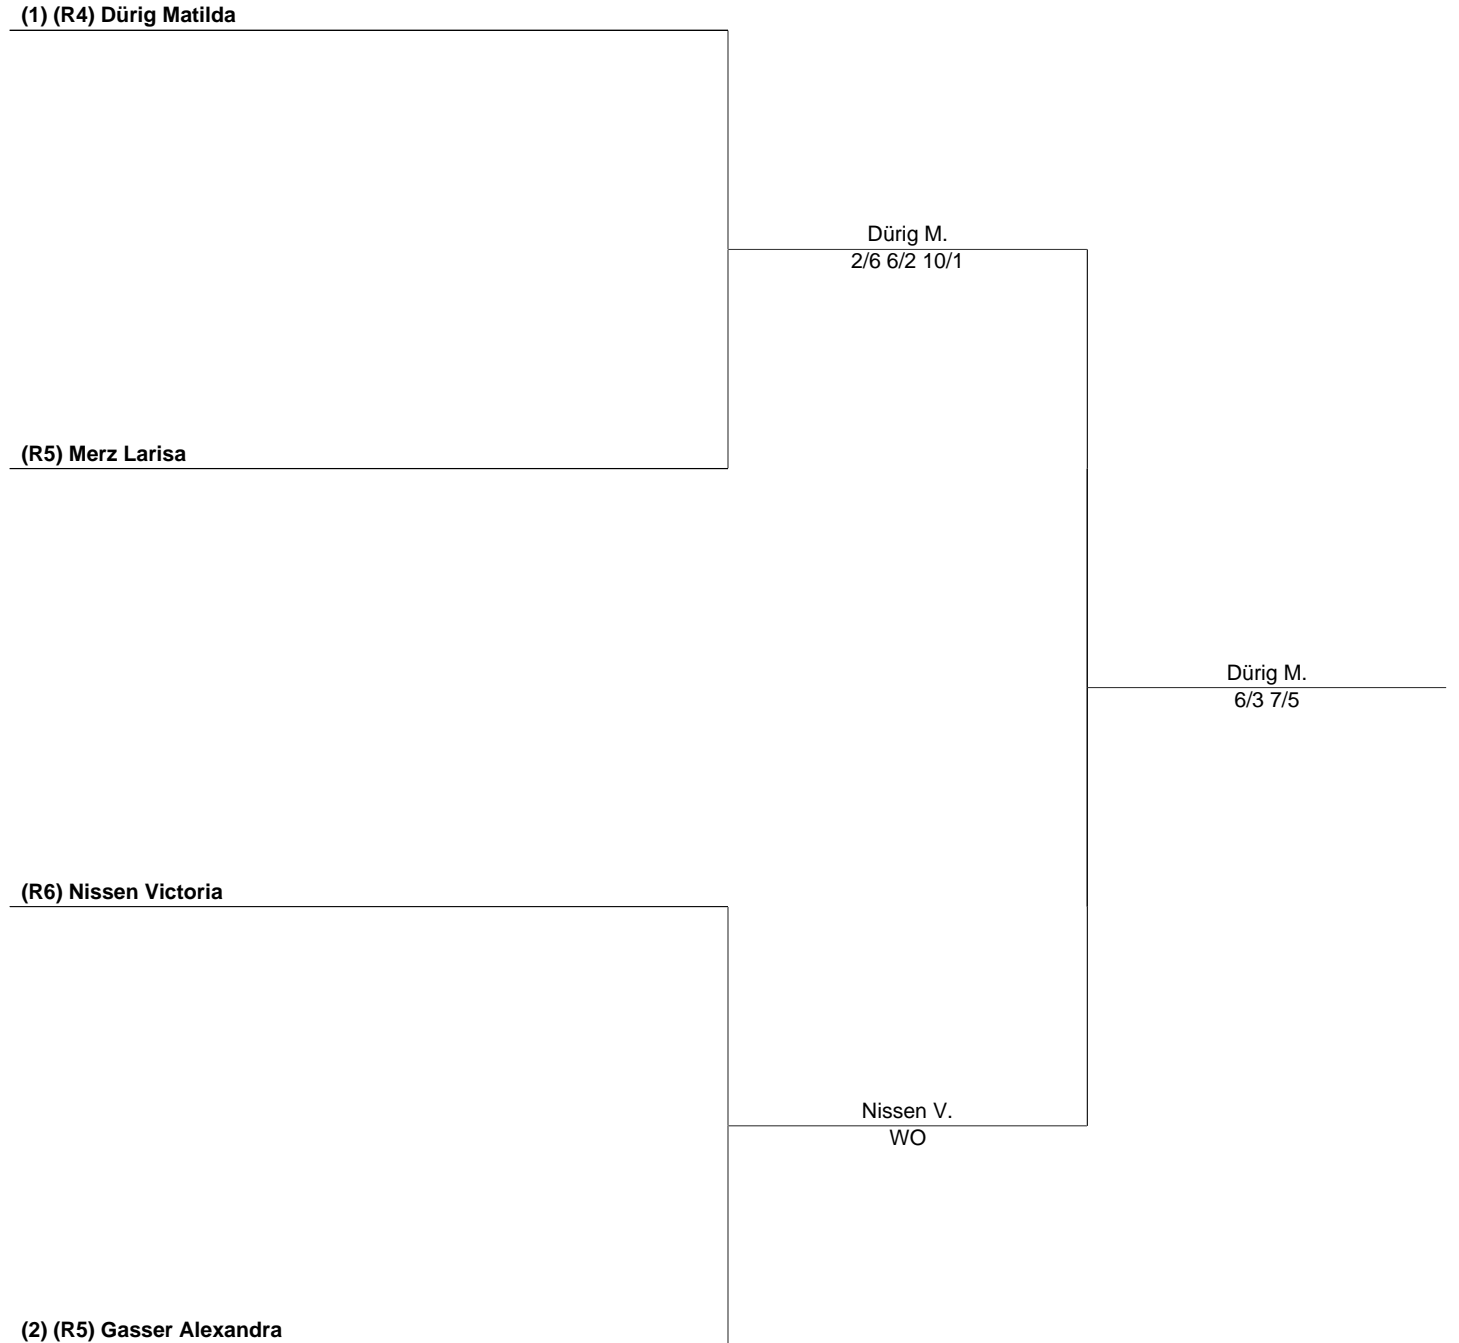 (1) (R4) Dürig Matilda
Dürig M.
2/6 6/2 10/1
(R5) Merz Larisa
Dürig M.
6/3 7/5
(R6) Nissen Victoria
Nissen V.
WO
(2) (R5) Gasser Alexandra